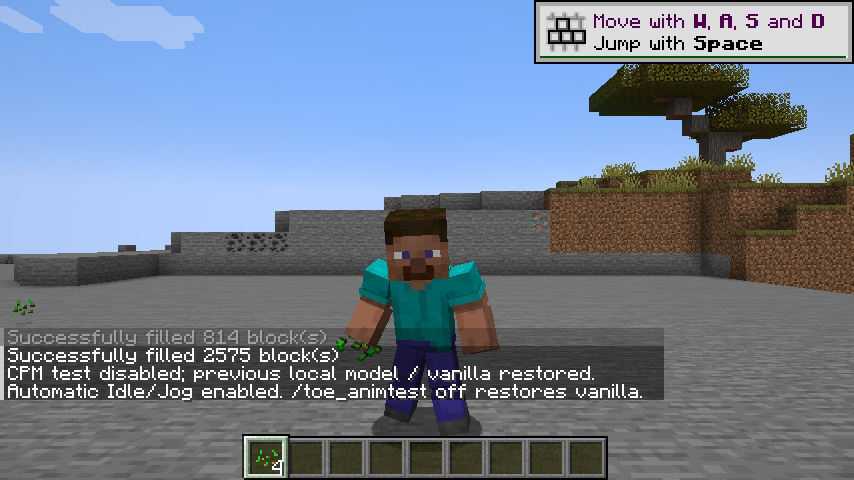 Move with W, A, S and D
Jump with Space
Successfully filled 814 block(s)
Successfully filled 2575 block(s)
CPM test disabled; previous local model / vanilla restored.
Automatic Idle/Jog enabled. /toe_animtest off restores vanilla.
4